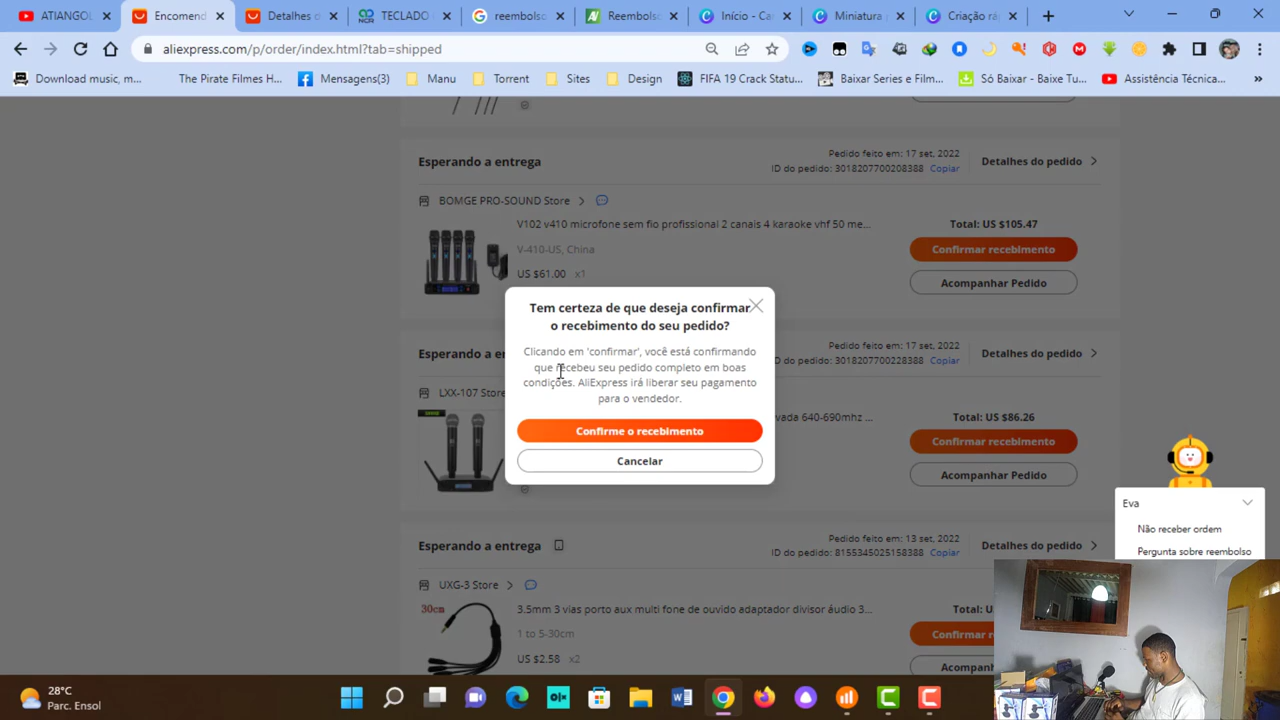 ATIANGOL
Encomend
Detalhes d
TECLADO
reembolso
Reembols
Início - Ca
Miniatura
Criação rá
aliexpress.com/p/order/index.html?tab=shipped
Download music, m...
The Pirate Filmes H...
Mensagens(3)
Manu
Torrent
Sites
Design
FIFA 19 Crack Statu...
Baixar Series e Film...
Só Baixar - Baixe Tu...
Assistência Técnica...
»
Esperando a entrega
Pedido feito em: 17 set, 2022
ID do pedido: 3018207700208388 Copiar
Detalhes do pedido
BOMGE PRO-SOUND Store
V102 v410 microfone sem fio profissional 2 canais 4 karaoke vhf 50 me...
V-410-US, China
US $61.00 x1
Total: US $105.47
Confirmar recebimento
Acompanhar Pedido
Tem certeza de que deseja confirmar
o recebimento do seu pedido?
Clicando em 'confirmar', você está confirmando
que recebeu seu pedido completo em boas
condições. AliExpress irá liberar seu pagamento
para o vendedor.
Confirme o recebimento
Cancelar
Esperando a e
Pedido feito em: 17 set, 2022
ID do pedido: 3018207700228388 Copiar
Detalhes do pedido
LXX-107 Store
vada 640-690mhz ...
Total: US $86.26
Confirmar recebimento
Acompanhar Pedido
Eva
Não receber ordem
Pergunta sobre reembolso
Esperando a entrega
Pedido feito em: 13 set, 2022
ID do pedido: 8155345025158388 Copiar
Detalhes do pedido
UXG-3 Store
30cm
3.5mm 3 vias porto aux multi fone de ouvido adaptador divisor áudio 3...
1 to 5-30cm
US $2.58 x2
Total: US
Confirmar re
Acompanha
28°C
Parc. Ensol